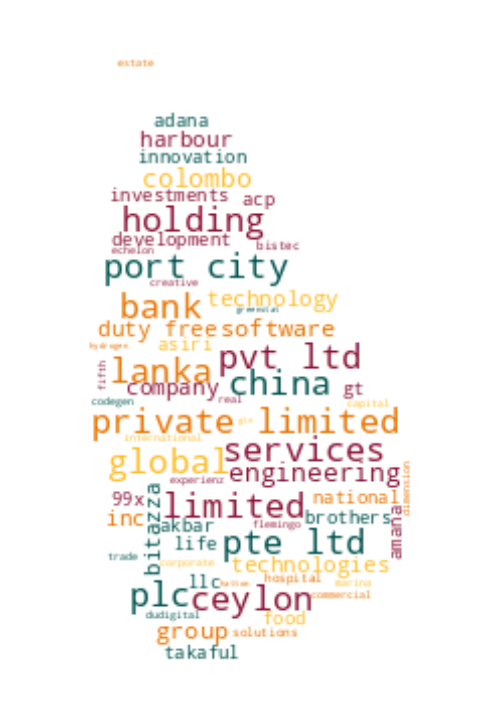 estate
adana
harbour
innovation
colombo
investments acp
holding
development bistec
echelon
port city
creative
bank technology
greenstat
duty free software
hydrogen asiri
pvt ltd
fifth lanka
company china gt
codegen real capital
private limited
gie
international
global services
engineering
experienz dimension
99x limited national
inc akbar brothers
flemingo amana
bitazza life pte ltd
trade technologies
corporate
llc hospital
hatton marina
plc ceylon commercial
dudigital food
group solutions
takaful